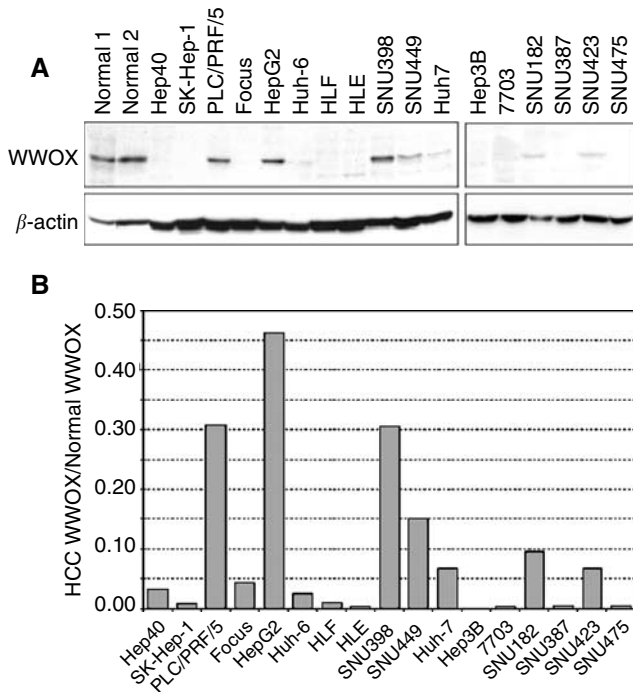 A
Normal 1
Normal 2
Hep40
SK-Hep-1
PLC/PRF/5
Focus
HepG2
Huh-6
HLF
HLE
SNU398
SNU449
Huh7
Hep3B
7703
SNU182
SNU387
SNU423
SNU475
WWOX
β-actin
B
HCC WWOX/Normal WWOX
0.50
0.40
0.30
0.20
0.10
0.00
Hep40
SK-Hep-1
PLC/PRF/5
Focus
HepG2
Huh-6
HLF
HLE
SNU398
SNU449
Huh-7
Hep3B
7703
SNU182
SNU387
SNU423
SNU475